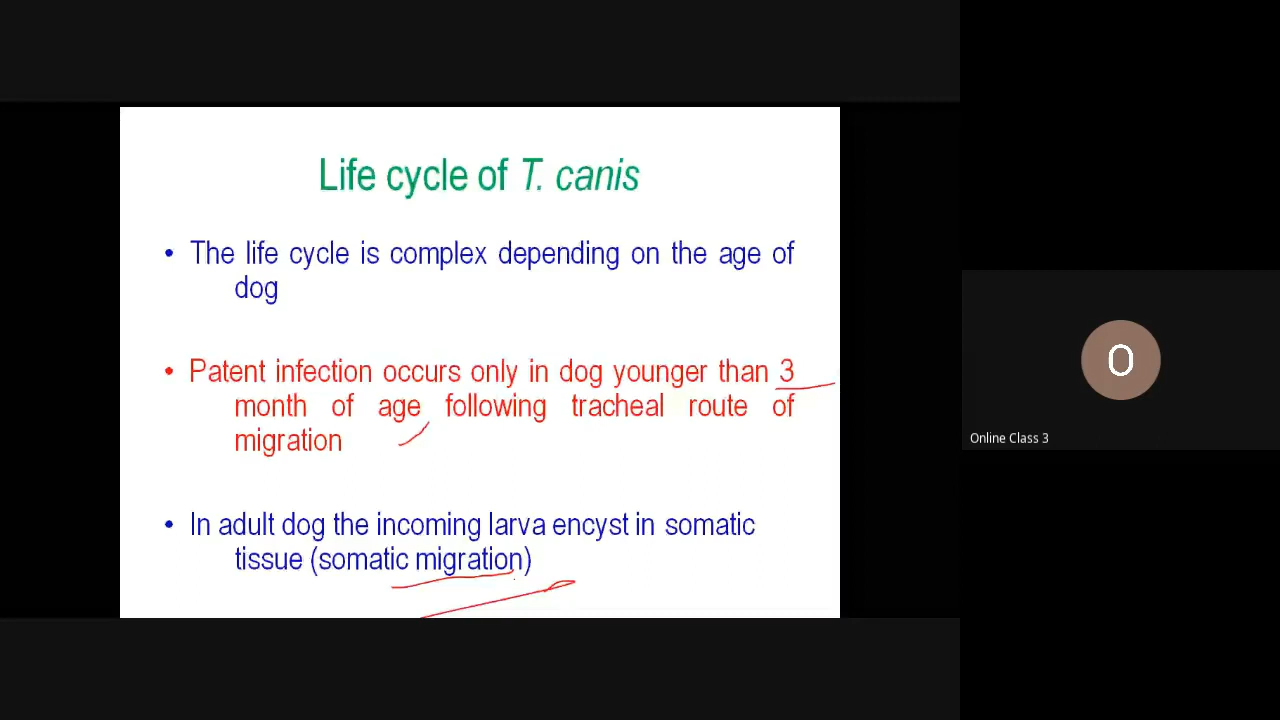 Life cycle of T. canis
• The life cycle is complex depending on the age of
dog
• Patent infection occurs only in dog younger than 3
month of age following tracheal route of
migration
• In adult dog the incoming larva encyst in somatic
tissue (somatic migration)
O
Online Class 3